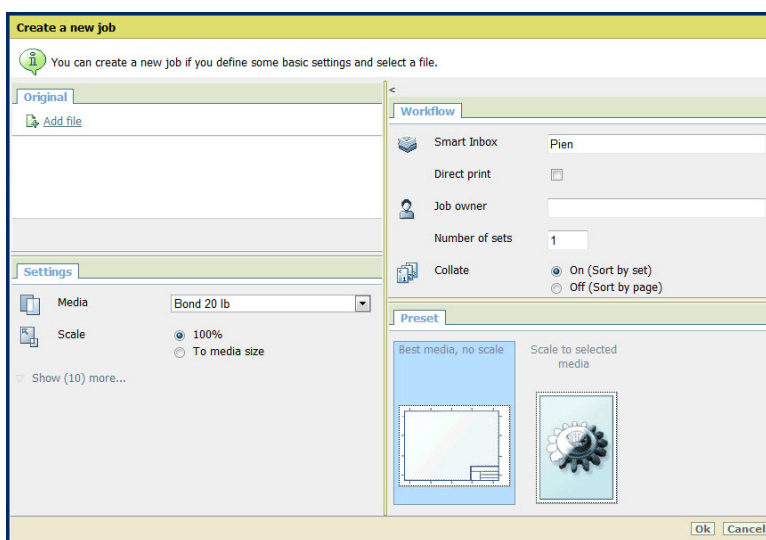 Create a new job
You can create a new job if you define some basic settings and select a file.
Original
Add file
Settings
Media
Bond 20 lb
Scale
100%
To media size
Show (10) more...
<
Workflow
Smart Inbox
Pien
Direct print
Job owner
Number of sets
1
Collate
On (Sort by set)
Off (Sort by page)
Preset
Best media, no scale
Scale to selected
media
Ok
Cancel